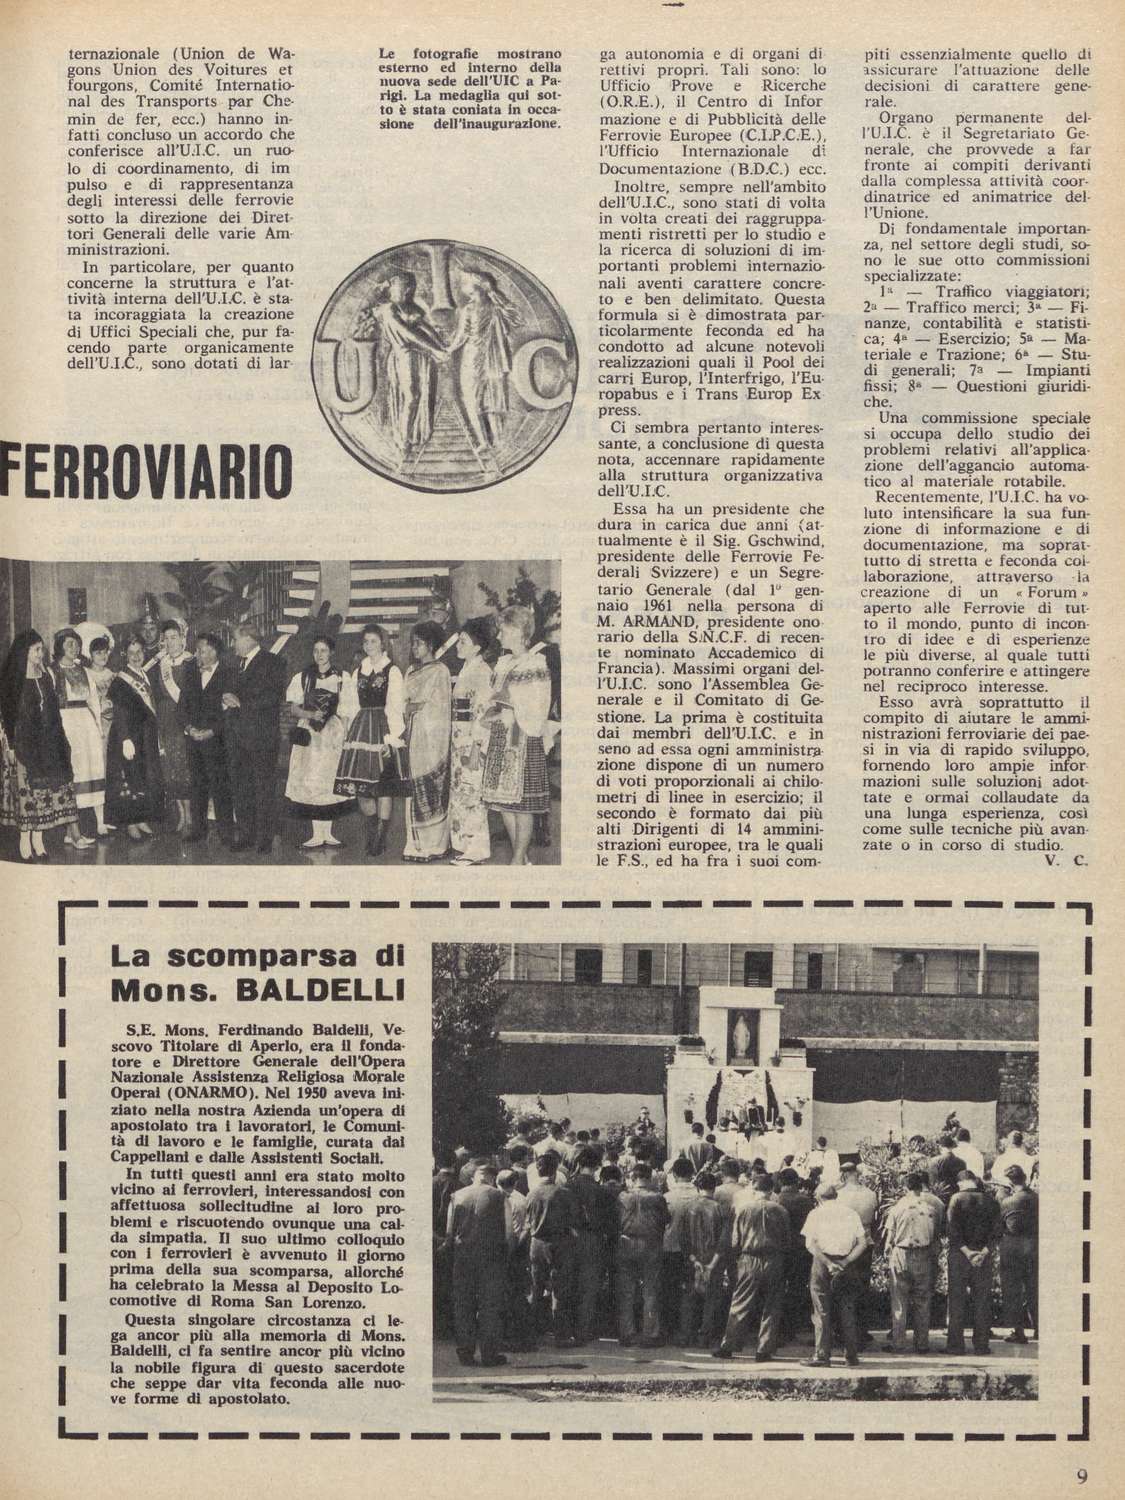 ternazionale (Union de Wa-
gons Union des Voitures et
fourgons, Comité Internatio-
nal des Transports par Che-
min de fer, ecc.) hanno in-
fatti concluso un accordo che
conferisce all'U.I.C. un ruo-
lo di coordinamento, di im
pulso e di rappresentanza
degli interessi delle ferrovie
sotto la direzione dei Diret-
tori Generali delle varie Am-
ministrazioni.
In particolare, per quanto
concerne la struttura e l'at-
tività interna dell'U.I.C. è sta-
ta incoraggiata la creazione
di Uffici Speciali che, pur fa-
cendo parte organicamente
dell'U.I.C., sono dotati di lar-
Le fotografie mostrano
esterno ed interno della
nuova sede dell'UIC a Pa-
rigi. La medaglia qui sot-
to è stata coniata in occa-
sione dell'inaugurazione.
U I C
FERROVIARIO
ga autonomia e di organi di
rettivi propri. Tali sono: lo
Ufficio Prove e Ricerche
(O.R.E.), il Centro di Infor
mazione e di Pubblicità delle
Ferrovie Europee (C.I.P.C.E.),
l'Ufficio Internazionale di
Documentazione (B.D.C.) ecc.
Inoltre, sempre nell'ambito
dell'U.I.C., sono stati di volta
in volta creati dei raggruppa-
menti ristretti per lo studio e
la ricerca di soluzioni di im-
portanti problemi internazio-
nali aventi carattere concre-
to e ben delimitato. Questa
formula si è dimostrata par-
ticolarmente feconda ed ha
condotto ad alcune notevoli
realizzazioni quali il Pool dei
carri Europ, l'Interfrigo, l'Eu-
ropabus e i Trans Europ Ex
press.
Ci sembra pertanto interes-
sante, a conclusione di questa
nota, accennare rapidamente
alla struttura organizzativa
dell'U.I.C.
Essa ha un presidente che
dura in carica due anni (at-
tualmente è il Sig. Gschwind,
presidente delle Ferrovie Fe-
derali Svizzere) e un Segre-
tario Generale (dal 1º gen-
naio 1961 nella persona di
M. ARMAND, presidente ono
rario della S.N.C.F. di recen-
te nominato Accademico di
Francia). Massimi organi del-
l'U.I.C. sono l'Assemblea Ge-
nerale e il Comitato di Ge-
stione. La prima è costituita
dai membri dell'U.I.C. e in
seno ad essa ogni amministra-
zione dispone di un numero
di voti proporzionali ai chilo-
metri di linee in esercizio; il
secondo è formato dai più
alti Dirigenti di 14 ammini-
strazioni europee, tra le quali
le F.S., ed ha fra i suoi com-
piti essenzialmente quello di
assicurare l'attuazione delle
decisioni di carattere gene-
rale.
Organo permanente del-
l'U.I.C. è il Segretariato Ge-
nerale, che provvede a far
fronte ai compiti derivanti
dalla complessa attività coor-
dinatrice ed animatrice del-
l'Unione.
Di fondamentale importan-
za, nel settore degli studi, so-
no le sue otto commissioni
specializzate:
1ª — Traffico viaggiatori;
2ª — Traffico merci; 3ª — Fi-
nanze, contabilità e statisti-
ca; 4ª — Esercizio; 5ª — Ma-
teriale e Trazione; 6ª — Stu-
di generali; 7ª — Impianti
fissi; 8ª — Questioni giuridi-
che.
Una commissione speciale
si occupa dello studio dei
problemi relativi all'applica-
zione dell'aggancio automa-
tico al materiale rotabile.
Recentemente, l'U.I.C. ha vo-
luto intensificare la sua fun-
zione di informazione e di
documentazione, ma soprat-
tutto di stretta e feconda col-
laborazione, attraverso la
creazione di un « Forum »
aperto alle Ferrovie di tut-
to il mondo, punto di incon-
tro di idee e di esperienze
le più diverse, al quale tutti
potranno conferire e attingere
nel reciproco interesse.
Esso avrà soprattutto il
compito di aiutare le ammi-
nistrazioni ferroviarie dei pae-
si in via di rapido sviluppo,
fornendo loro ampie infor-
mazioni sulle soluzioni adot-
tate e ormai collaudate da
una lunga esperienza, così
come sulle tecniche più avan-
zate o in corso di studio.
V. C.
La scomparsa di
Mons. BALDELLI
S.E. Mons. Ferdinando Baldelli, Ve-
scovo Titolare di Aperlo, era il fonda-
tore e Direttore Generale dell'Opera
Nazionale Assistenza Religiosa Morale
Operai (ONARMO). Nel 1950 aveva ini-
ziato nella nostra Azienda un'opera di
apostolato tra i lavoratori, le Comuni-
tà di lavoro e le famiglie, curata dai
Cappellani e dalle Assistenti Sociali.
In tutti questi anni era stato molto
vicino ai ferrovieri, interessandosi con
affettuosa sollecitudine ai loro pro-
blemi e riscuotendo ovunque una cal-
da simpatia. Il suo ultimo colloquio
con i ferrovieri è avvenuto il giorno
prima della sua scomparsa, allorché
ha celebrato la Messa al Deposito Lo-
comotive di Roma San Lorenzo.
Questa singolare circostanza ci le-
ga ancor più alla memoria di Mons.
Baldelli, ci fa sentire ancor più vicino
la nobile figura di questo sacerdote
che seppe dar vita feconda alle nuo-
ve forme di apostolato.
9